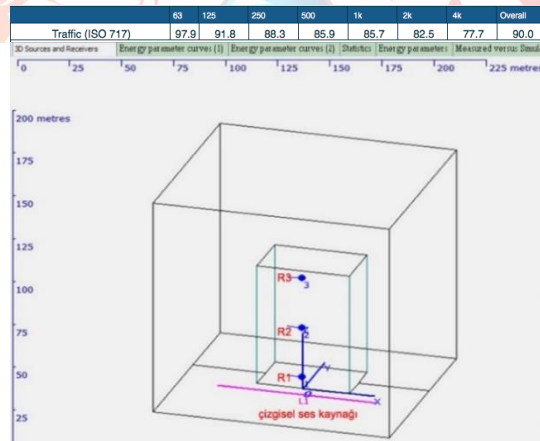 63 125 250 500 1k 2k 4k Overall
Traffic (ISO 717) 97.9 91.8 88.3 85.9 85.7 82.5 77.7 90.0
3D Sources and Receivers Energy parameter curves (1) Energy parameter curves (2) Statistics Energy parameters Measured versus
0 25 50 75 100 125 150 175 200 225 metres
200 metres
175
150
125
100
75
50
25
R3 3
R2 2
R1
Y
X
L1
çizgisel ses kaynağı